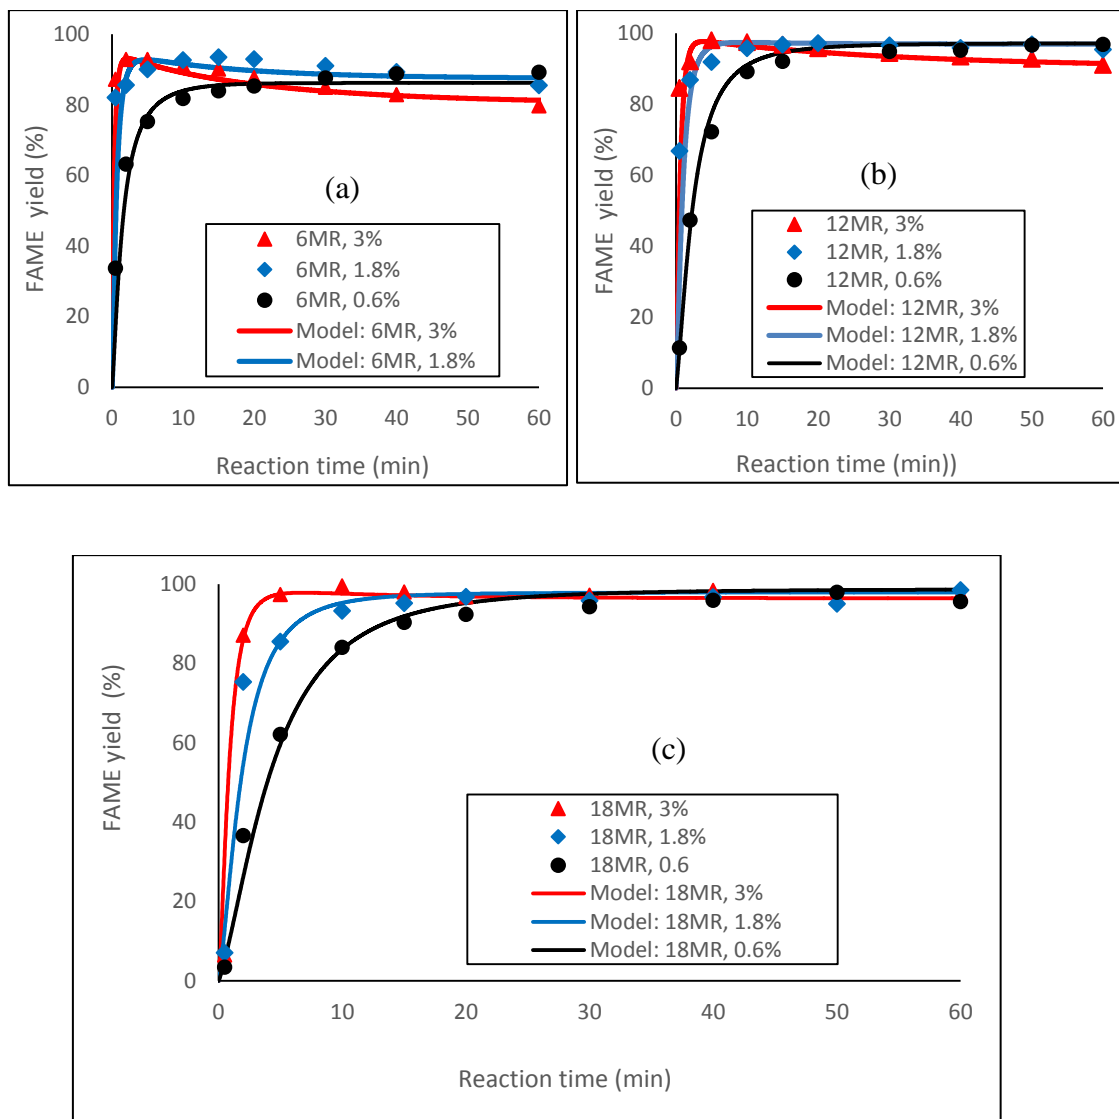 100
80
60
40
20
0
FAME yield (%)
(a)
6MR, 3%
6MR, 1.8%
6MR, 0.6%
Model: 6MR, 3%
Model: 6MR, 1.8%
0 10 20 30 40 50 60
Reaction time (min)
100
80
60
40
20
0
FAME yield (%)
(b)
12MR, 3%
12MR, 1.8%
12MR, 0.6%
Model: 12MR, 3%
Model: 12MR, 1.8%
Model: 12MR, 0.6%
0 10 20 30 40 50 60
Reaction time (min))
100
80
60
40
20
0
FAME yield (%)
(c)
18MR, 3%
18MR, 1.8%
18MR, 0.6
Model: 18MR, 3%
Model: 18MR, 1.8%
Model: 18MR, 0.6%
0 10 20 30 40 50 60
Reaction time (min)